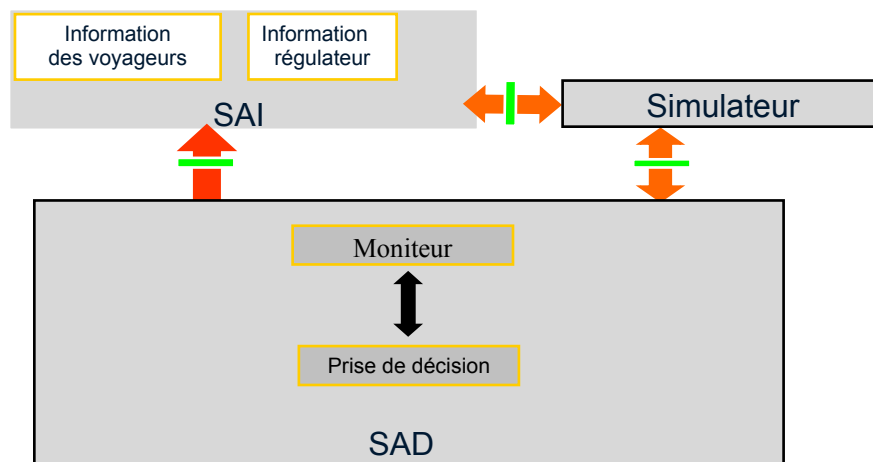 Information
des voyageurs
Information
régulateur
SAI
Simulateur
Moniteur
Prise de décision
SAD